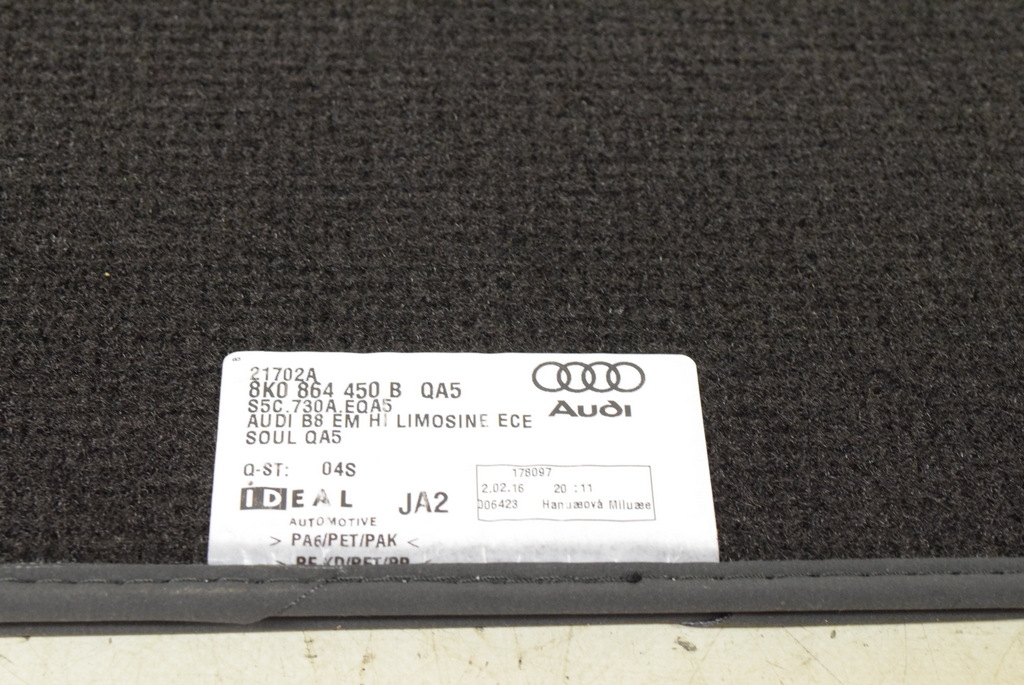 21702A
8K0 864 450 B QA5
S5C.730A.EQA5
AUDI B8 EM HI LIMOSINE ECE
SOUL QA5
Audi
Q-ST: 04S
IDEAL JA2
AUTOMOTIVE
> PA6/PET/PAK <
178097
2.02.16 20:11
006423